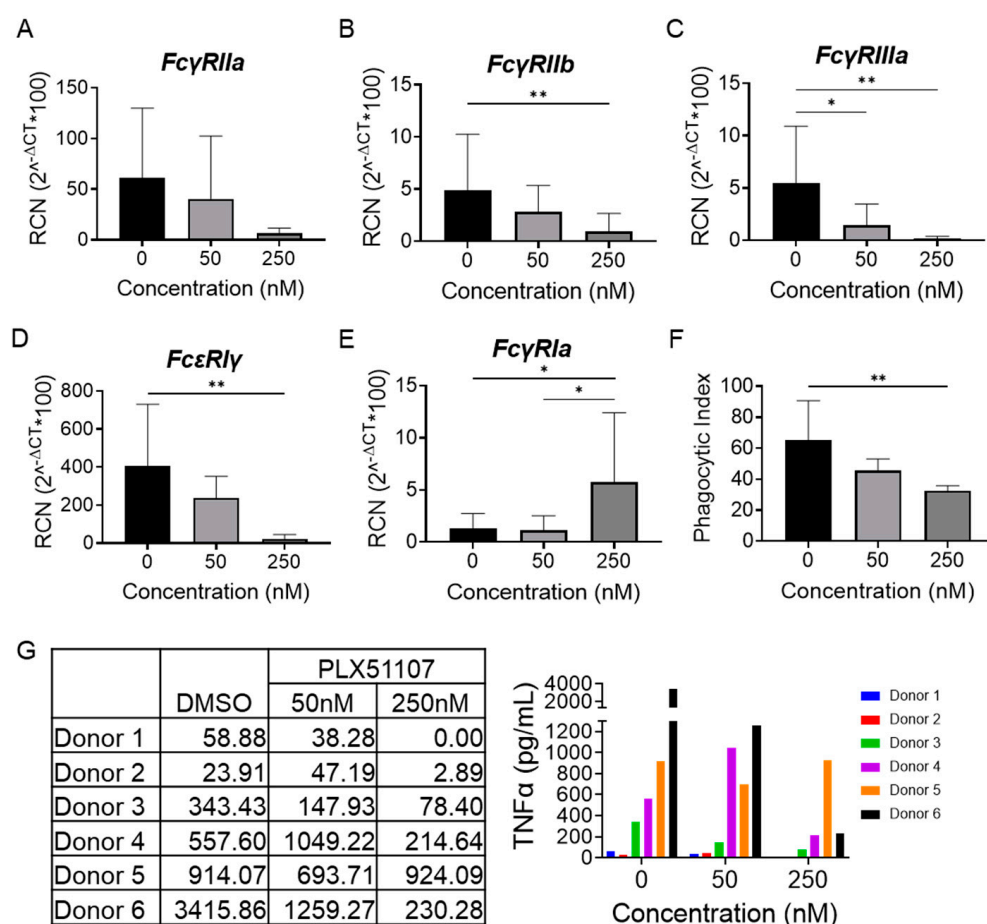 A
FcγRIIa
RCN (2^-ΔCT*100)
150
100
50
0
0 50 250
Concentration (nM)
B
FcγRIIb
**
RCN (2^-ΔCT*100)
15
10
5
0
0 50 250
Concentration (nM)
C
FcγRIIIa
**
*
RCN (2^-ΔCT*100)
15
10
5
0
0 50 250
Concentration (nM)
D
FcεRIγ
**
RCN (2^-ΔCT*100)
800
600
400
200
0
0 50 250
Concentration (nM)
E
FcγRIa
*
*
RCN (2^-ΔCT*100)
15
10
5
0
0 50 250
Concentration (nM)
F
**
Phagocytic Index
100
80
60
40
20
0
0 50 250
Concentration (nM)
G
PLX51107
DMSO 50nM 250nM
Donor 1 58.88 38.28 0.00
Donor 2 23.91 47.19 2.89
Donor 3 343.43 147.93 78.40
Donor 4 557.60 1049.22 214.64
Donor 5 914.07 693.71 924.09
Donor 6 3415.86 1259.27 230.28
TNFα (pg/mL)
4000
2000
1200
1000
800
600
400
200
0
0 50 250
Concentration (nM)
Donor 1
Donor 2
Donor 3
Donor 4
Donor 5
Donor 6